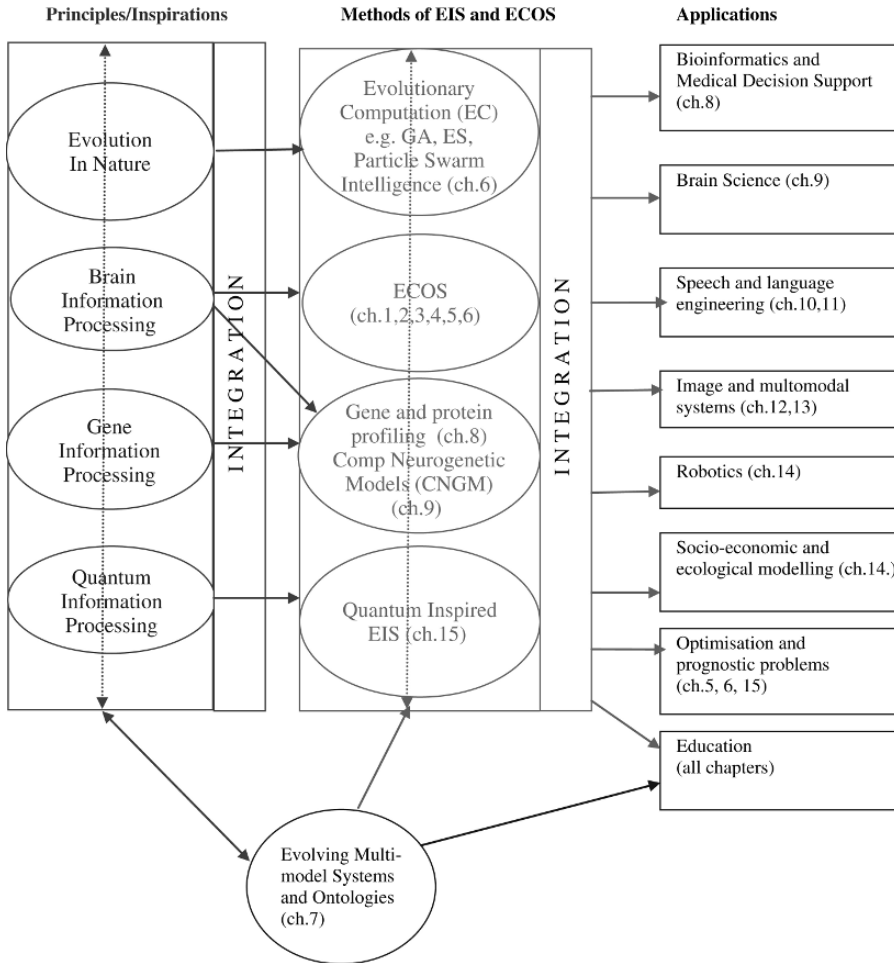 Principles/Inspirations
Methods of EIS and ECOS
Applications
Evolution
In Nature
Brain
Information
Processing
Gene
Information
Processing
Quantum
Information
Processing
INTEGRATION
Evolutionary
Computation (EC)
e.g. GA, ES,
Particle Swarm
Intelligence (ch.6)
ECOS
(ch.1,2,3,4,5,6)
Gene and protein
profiling (ch.8)
Comp Neurogenetic
Models (CNGM)
(ch.9)
Quantum Inspired
EIS (ch.15)
INTEGRATION
Bioinformatics and
Medical Decision Support
(ch.8)
Brain Science (ch.9)
Speech and language
engineering (ch.10,11)
Image and multomodal
systems (ch.12,13)
Robotics (ch.14)
Socio-economic and
ecological modelling (ch.14.)
Optimisation and
prognostic problems
(ch.5, 6, 15)
Education
(all chapters)
Evolving Multi-
model Systems
and Ontologies
(ch.7)